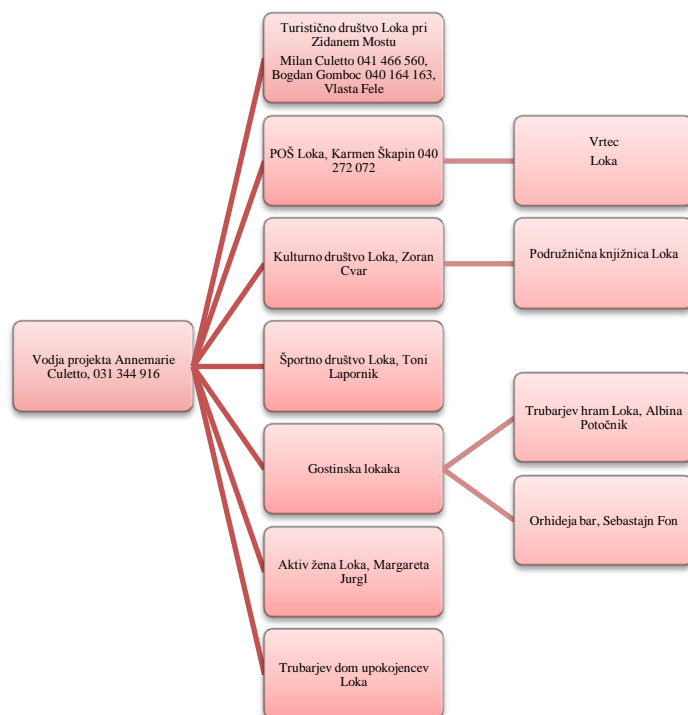 Turistično društvo Loka pri
Zidanem Mostu
Milan Culetto 041 466 560,
Bogdan Gomboc 040 164 163,
Vlasta Fele
POŠ Loka, Karmen Škapin 040
272 072
Vrtec
Loka
Kulturno društvo Loka, Zoran
Cvar
Podružnična knjižnica Loka
Vodja projekta Annemarie
Culetto, 031 344 916
Športno društvo Loka, Toni
Lapornik
Gostinska lokaka
Trubarjev hram Loka, Albina
Potočnik
Orhideja bar, Sebastajn Fon
Aktiv žena Loka, Margareta
Jurgl
Trubarjev dom upokojencev
Loka